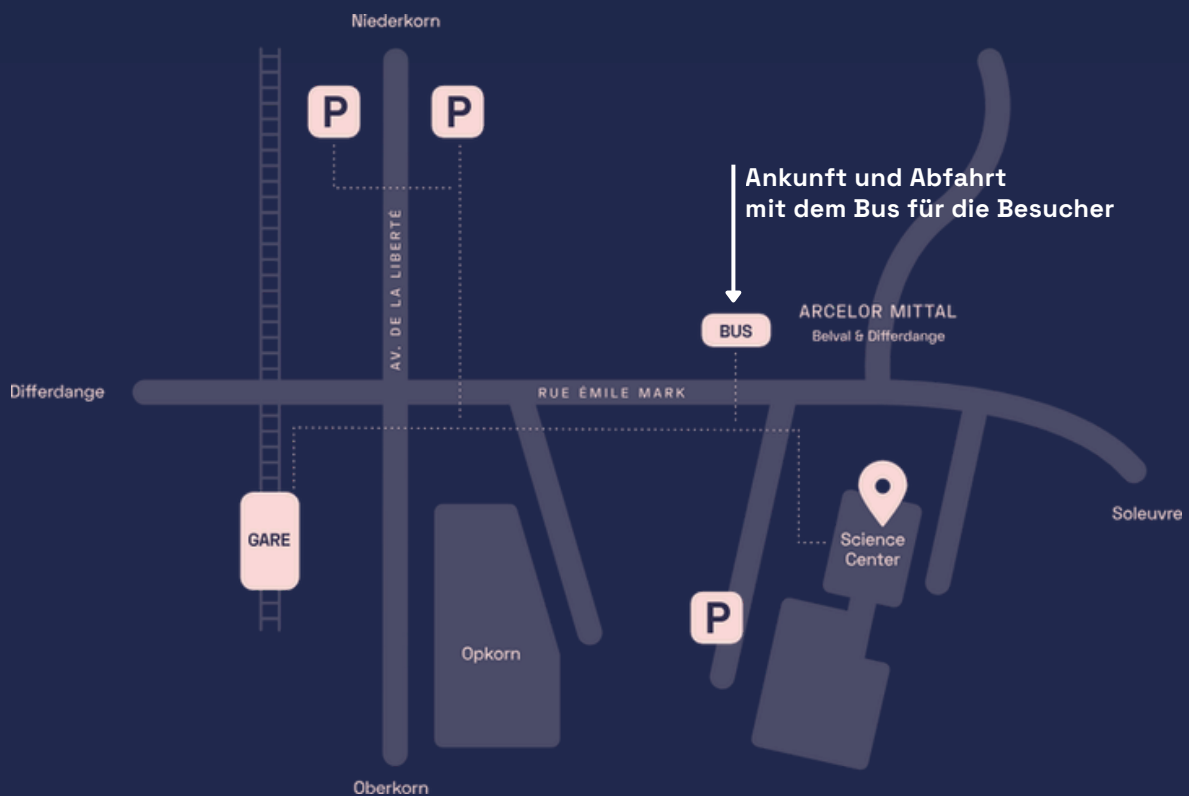 Niederkorn
P
P
Ankunft und Abfahrt
mit dem Bus für die Besucher
AV. DE LA LIBERTÉ
ARCELOR MITTAL
Belval & Differdange
BUS
Differdange
RUE ÉMILE MARK
Soleuvre
GARE
Science
Center
P
Opkorn
Oberkorn